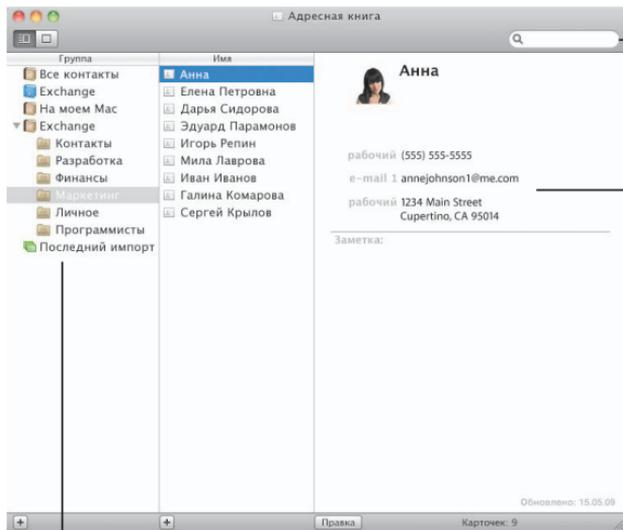 Адресная книга
Группа
Все контакты
Exchange
На моем Mac
Exchange
Контакты
Разработка
Финансы
Маркетинг
Личное
Программисты
Последний импорт
Имя
Анна
Елена Петровна
Дарья Сидорова
Эдуард Парамонов
Игорь Репин
Мила Лаврова
Иван Иванов
Галина Комарова
Сергей Крылов
Анна
рабочий (555) 555-5555
e-mail 1 annejohnson1@me.com
рабочий 1234 Main Street
Cupertino, CA 95014
Заметка:
Обновлено: 15.05.09
Правка
Карточек: 9